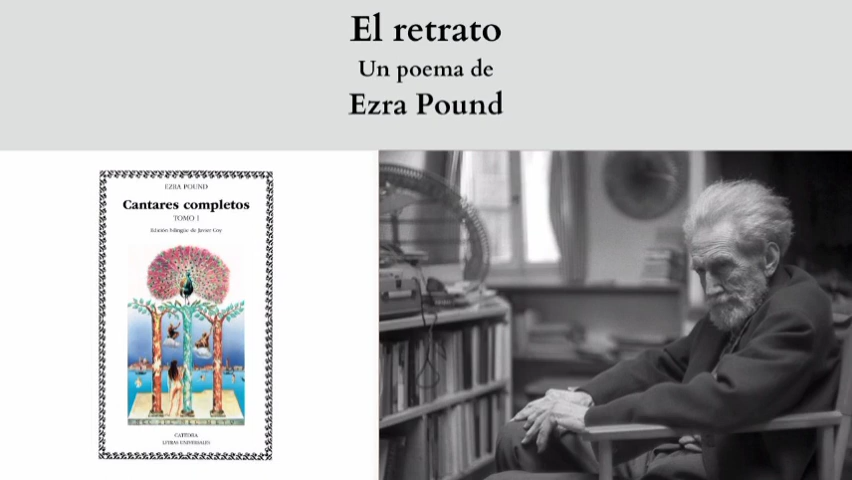 El retrato
Un poema de
Ezra Pound
EZRA POUND
Cantares completos
TOMO I
Edición bilingüe de Javier Coy
CATEDRA
LETRAS UNIVERSALES